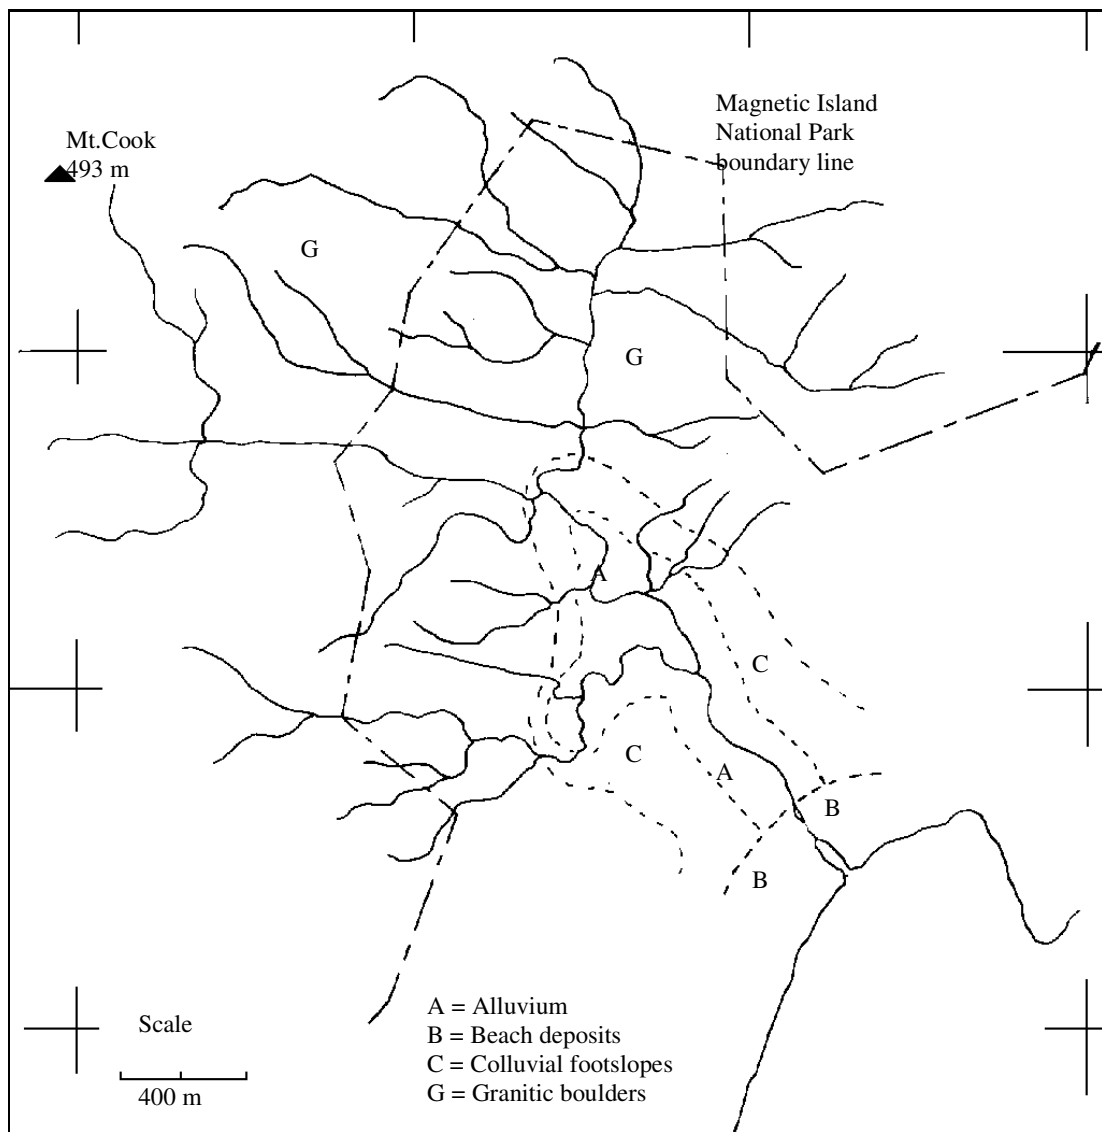 Magnetic Island
National Park
boundary line
Mt.Cook
493 m
G
G
A
C
C
A
B
B
A = Alluvium
B = Beach deposits
C = Colluvial footslopes
G = Granitic boulders
Scale
400 m